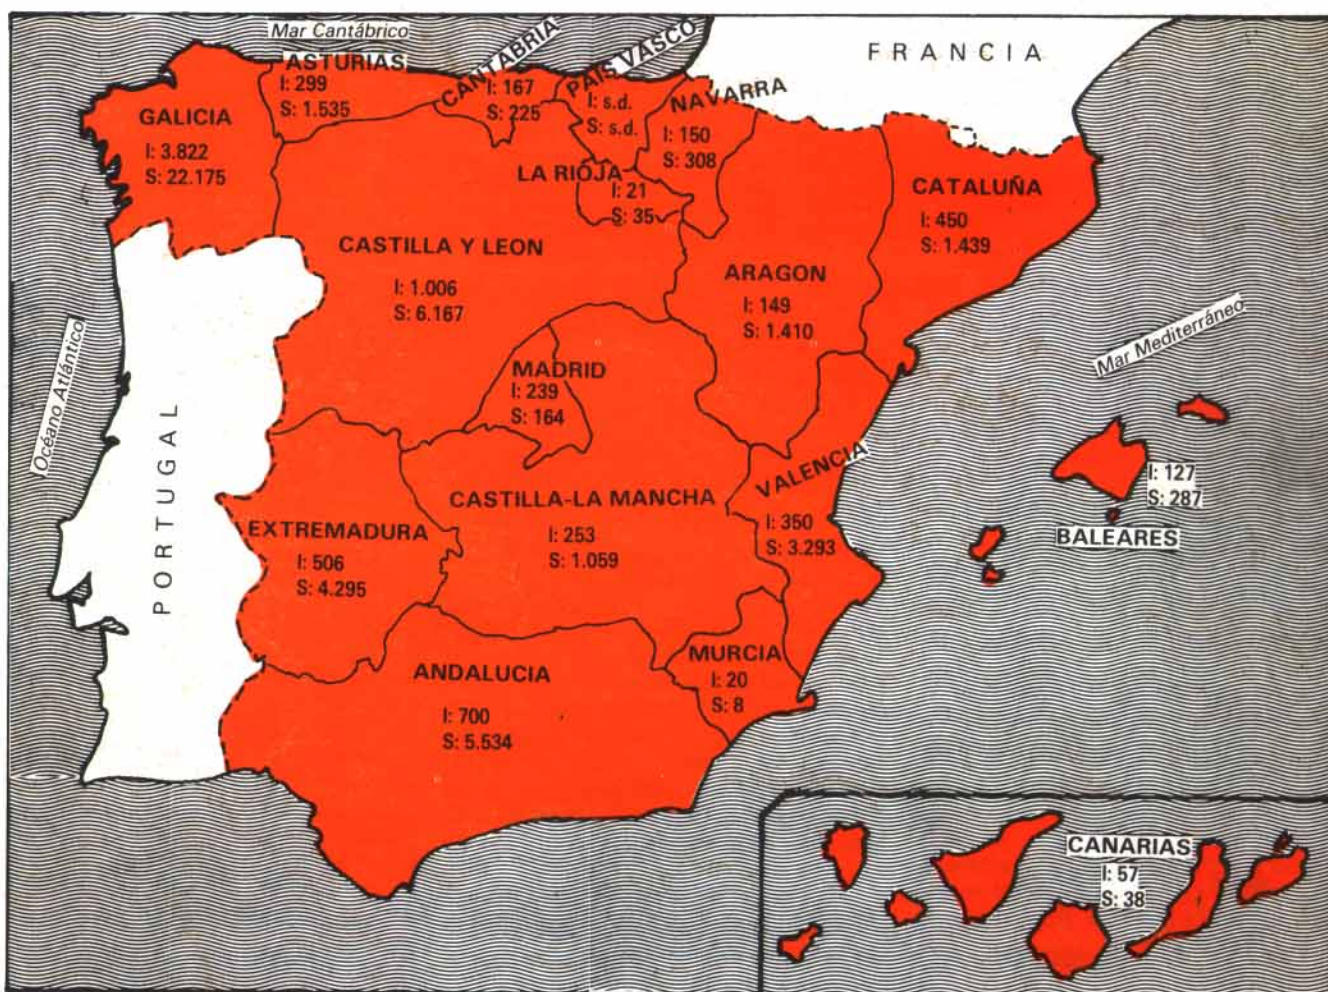 Mar Cantábrico
FRANCIA
ASTURIAS
I: 299
S: 1.535
CANTABRIA
I: 167
S: 225
PAIS VASCO
I: s.d.
S: s.d.
NAVARRA
I: 150
S: 308
GALICIA
I: 3.822
S: 22.175
LA RIOJA
I: 21
S: 35
CATALUÑA
I: 450
S: 1.439
CASTILLA Y LEON
I: 1.006
S: 6.167
ARAGON
I: 149
S: 1.410
Océano Atlántico
Mar Mediterráneo
MADRID
I: 239
S: 164
PORTUGAL
VALENCIA
I: 350
S: 3.293
I: 127
S: 287
BALEARES
CASTILLA-LA MANCHA
I: 253
S: 1.059
EXTREMADURA
I: 506
S: 4.295
MURCIA
I: 20
S: 8
ANDALUCIA
I: 700
S: 5.534
CANARIAS
I: 57
S: 38